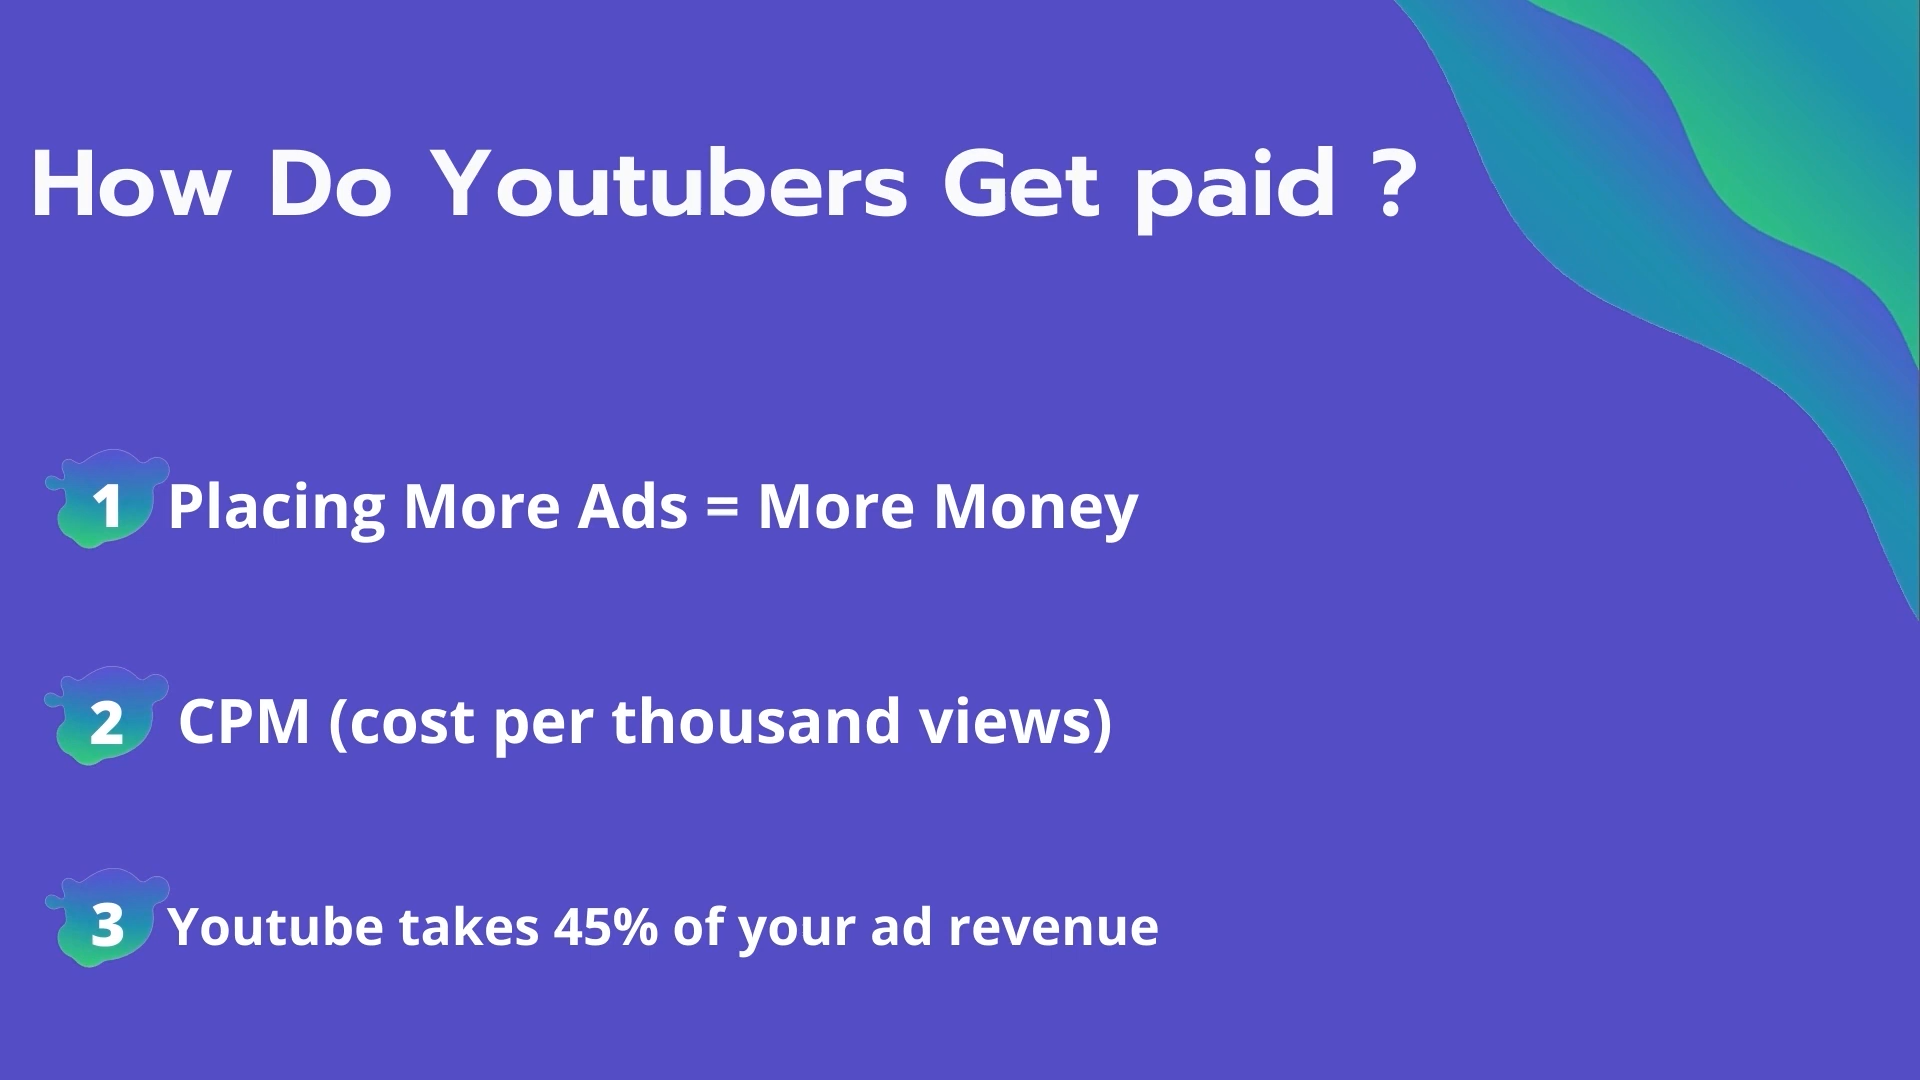 How Do Youtubers Get paid ?
1 Placing More Ads = More Money
2 CPM (cost per thousand views)
3 Youtube takes 45% of your ad revenue